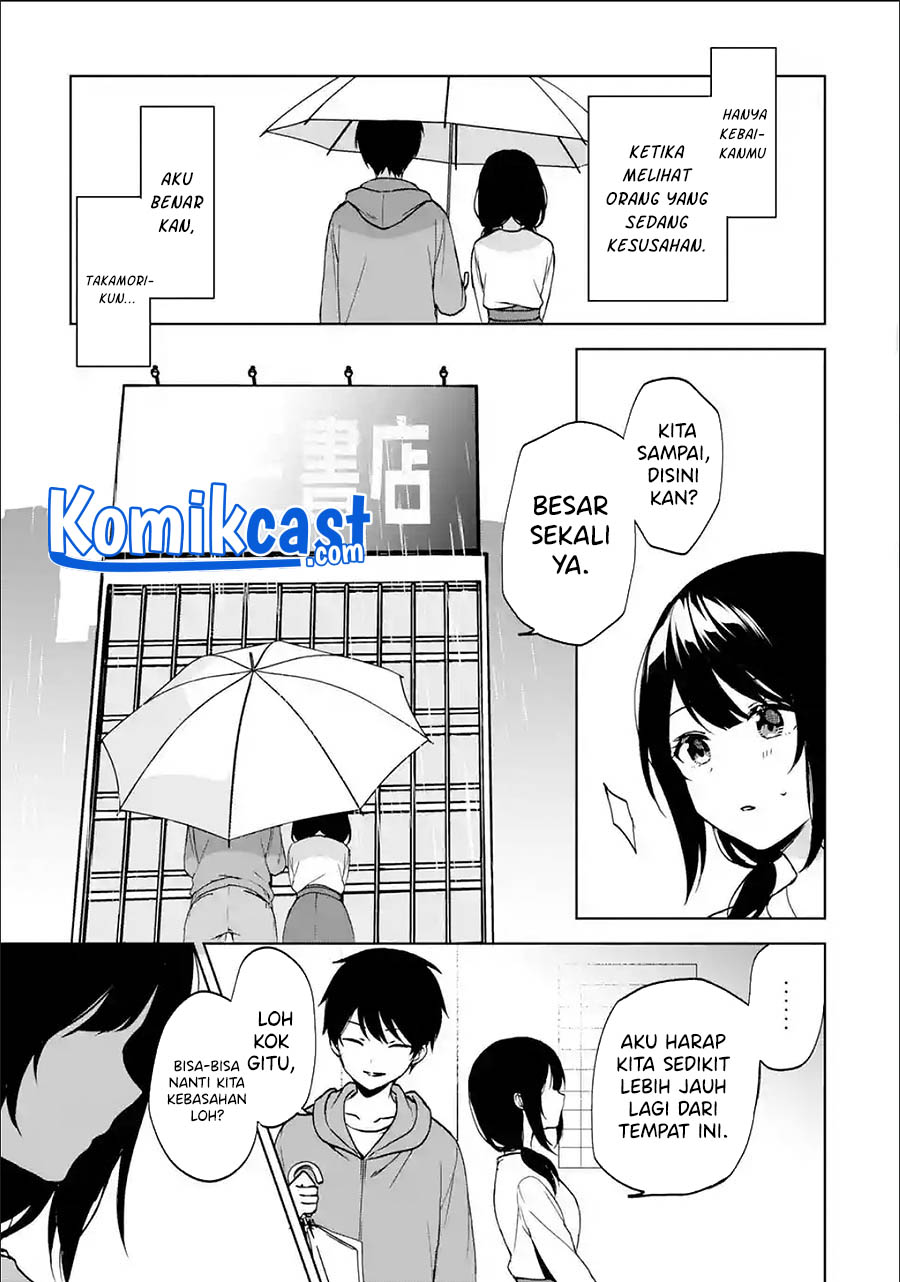 HANYA
KEBAI-
KANMU
KETIKA
MELIHAT
ORANG YANG
SEDANG
KESUSAHAN.
AKU
BENAR
KAN,
TAKAMORI-
KUN...
KITA
SAMPAI,
DISINI
KAN?
BESAR
SEKALI
YA.
書店
Komikcast
.com
......
AKU HARAP
KITA SEDIKIT
LEBIH JAUH
LAGI DARI
TEMPAT INI.
LOH
KOK
GITU,
BISA-BISA
NANTI KITA
KEBASAHAN
LOH?